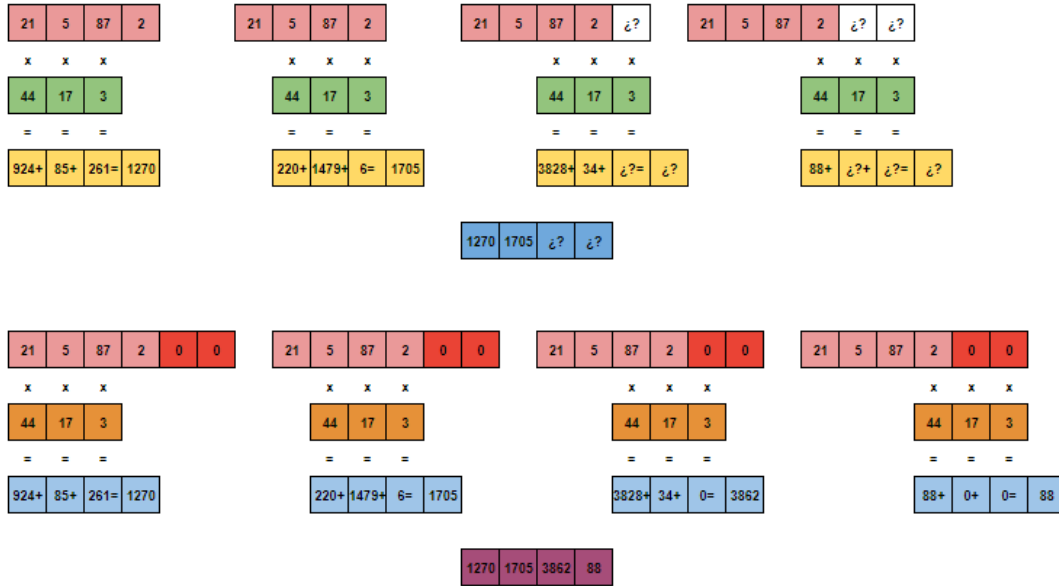 21 5 87 2 21 5 87 2 21 5 87 2 ¿? 21 5 87 2 ¿? ¿?
x x x x x x x x x x x x
44 17 3 44 17 3 44 17 3 44 17 3
= = = = = = = = = = = =
924+ 85+ 261= 1270 220+ 1479+ 6= 1705 3828+ 34+ ¿?= ¿? 88+ ¿?+ ¿?= ¿?
1270 1705 ¿? ¿?
21 5 87 2 0 0 21 5 87 2 0 0 21 5 87 2 0 0 21 5 87 2 0 0
x x x x x x x x x x x x
44 17 3 44 17 3 44 17 3 44 17 3
= = = = = = = = = = = =
924+ 85+ 261= 1270 220+ 1479+ 6= 1705 3828+ 34+ 0= 3862 88+ 0+ 0= 88
1270 1705 3862 88